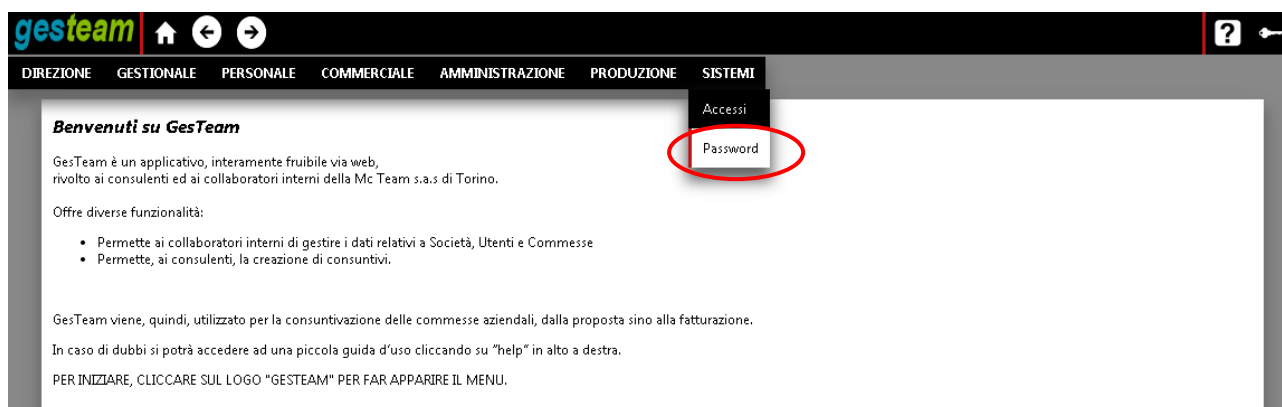 gesteam
?
DIREZIONE GESTIONALE PERSONALE COMMERCIALE AMMINISTRAZIONE PRODUZIONE SISTEMI
Accessi
Password
Benvenuti su GesTeam
GesTeam è un applicativo, interamente fruibile via web,
rivolto ai consulenti ed ai collaboratori interni della Mc Team s.a.s di Torino.
Offre diverse funzionalità:
• Permette ai collaboratori interni di gestire i dati relativi a Società, Utenti e Commesse
• Permette, ai consulenti, la creazione di consuntivi.
GesTeam viene, quindi, utilizzato per la consuntivazione delle commesse aziendali, dalla proposta sino alla fatturazione.
In caso di dubbi si potrà accedere ad una piccola guida d'uso cliccando su "help" in alto a destra.
PER INIZIARE, CLICCARE SUL LOGO "GESTEAM" PER FAR APPARIRE IL MENU.